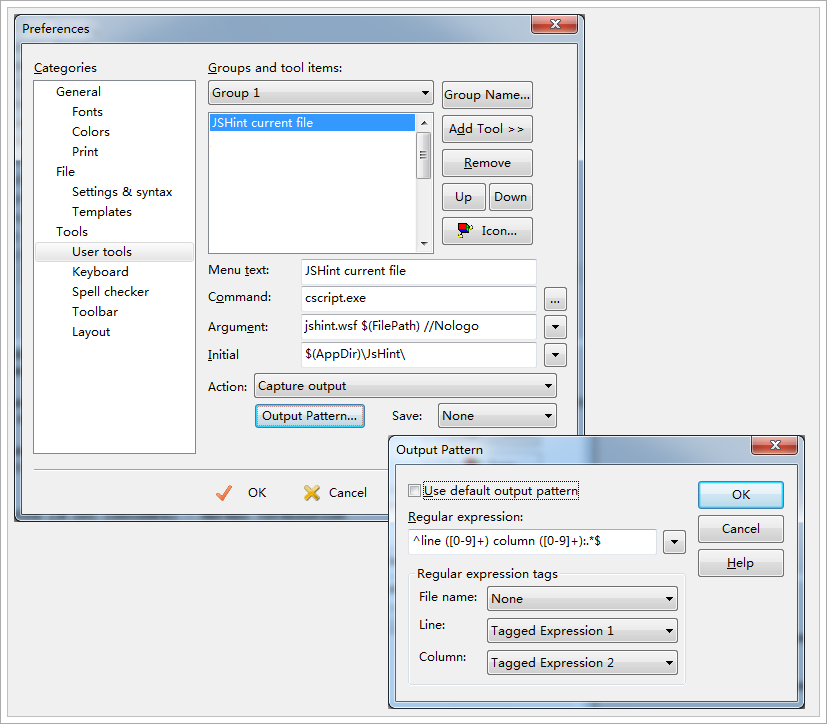 Preferences
Categories
General
Fonts
Colors
Print
File
Settings & syntax
Templates
Tools
User tools
Keyboard
Spell checker
Toolbar
Layout
Groups and tool items:
Group 1
Group Name...
JSHint current file
Add Tool >>
Remove
Up Down
Icon...
Menu text: JSHint current file
Command: cscript.exe ...
Argument: jshint.wsf $(FilePath) //Nologo
Initial $(AppDir)\JsHint\
Action: Capture output
Output Pattern... Save: None
OK Cancel
Output Pattern
Use default output pattern
Regular expression:
^line ([0-9]+) column ([0-9]+):.*$
Regular expression tags
File name: None
Line: Tagged Expression 1
Column: Tagged Expression 2
OK
Cancel
Help